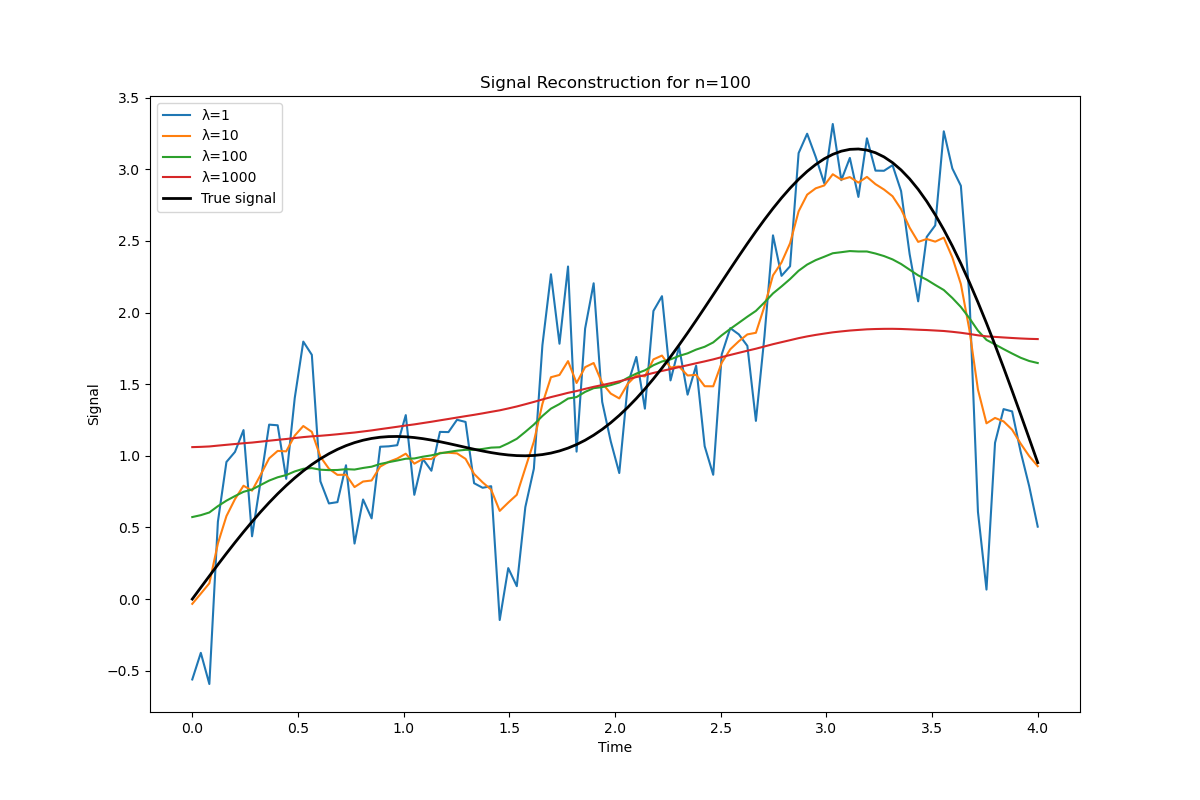 Signal Reconstruction for n=100
λ=1
λ=10
λ=100
λ=1000
True signal
3.5
3.0
2.5
2.0
1.5
1.0
0.5
0.0
−0.5
Signal
0.0 0.5 1.0 1.5 2.0 2.5 3.0 3.5 4.0
Time